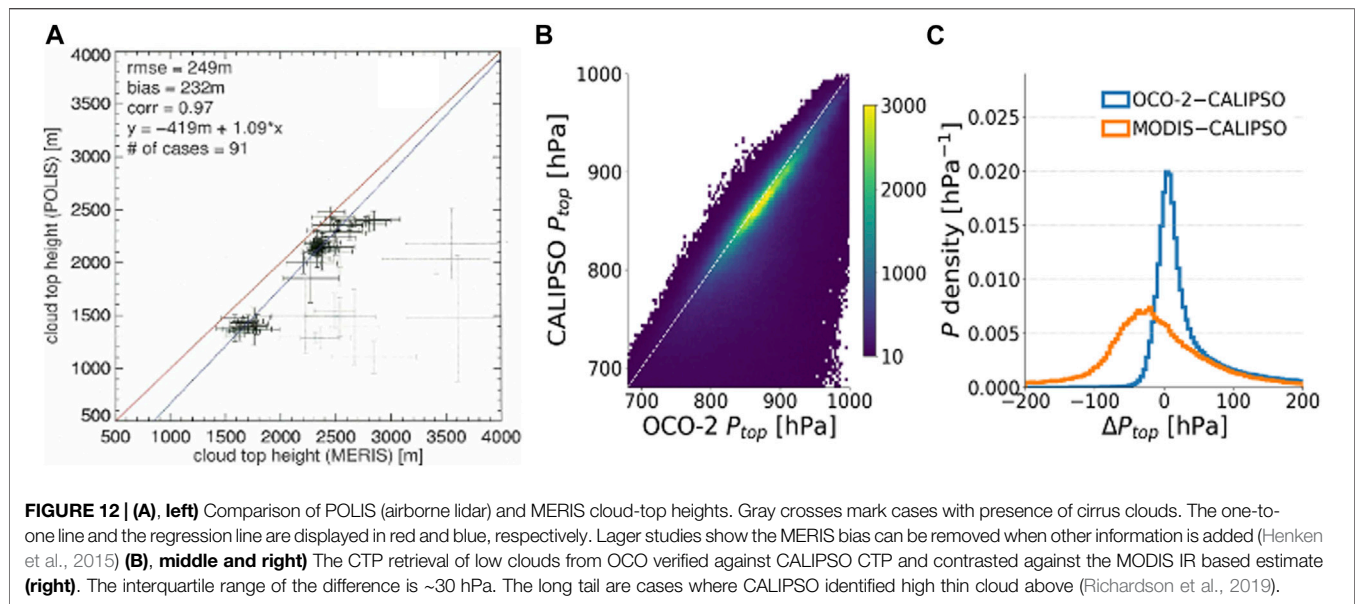 A
4000
3500
3000
2500
2000
1500
500
rmse = 249m
bias = 232m
corr = 0.97
y = −419m + 1.09*x
# of cases = 91
cloud top height (POLIS) [m]
500 1000 1500 2000 2500 3000 3500 4000
cloud top height (MERIS) [m]
B
1000
900
800
700
CALIPSO Ptop [hPa]
700 800 900 1000
OCO-2 Ptop [hPa]
3000
2000
1000
10
C
OCO-2−CALIPSO
MODIS−CALIPSO
0.025
0.020
0.015
0.010
0.005
0.000
P density [hPa−1]
−200 −100 0 100 200
ΔPtop [hPa]
FIGURE 12 | (A), left) Comparison of POLIS (airborne lidar) and MERIS cloud-top heights. Gray crosses mark cases with presence of cirrus clouds. The one-to-
one line and the regression line are displayed in red and blue, respectively. Lager studies show the MERIS bias can be removed when other information is added (Henken
et al., 2015) (B), middle and right) The CTP retrieval of low clouds from OCO verified against CALIPSO CTP and contrasted against the MODIS IR based estimate
(right). The interquartile range of the difference is ~30 hPa. The long tail are cases where CALIPSO identified high thin cloud above (Richardson et al., 2019).